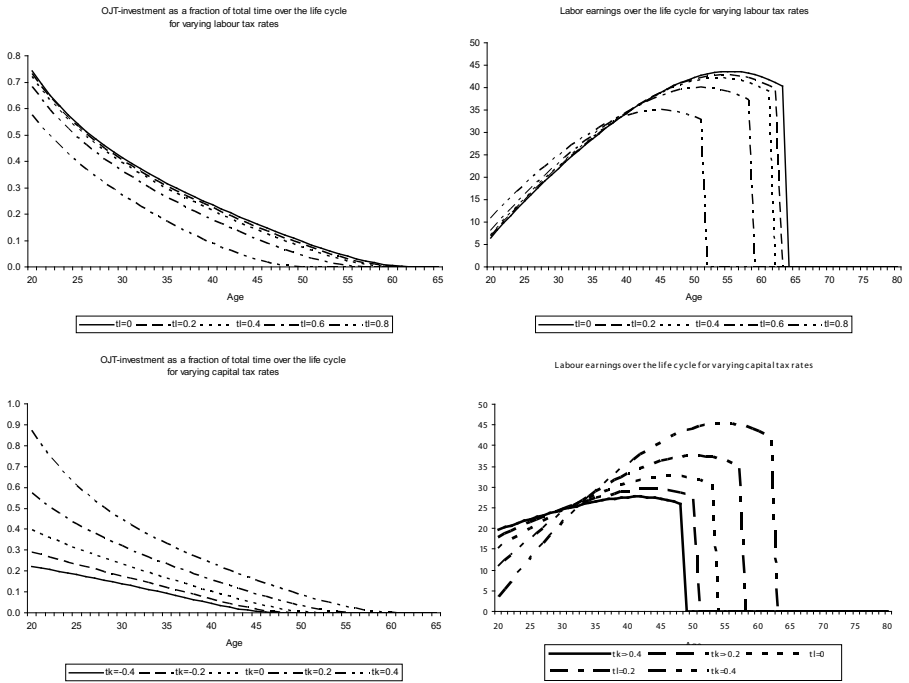 OJT-investment as a fraction of total time over the life cycle
for varying labour tax rates
0.8
0.7
0.6
0.5
0.4
0.3
0.2
0.1
0.0
20 25 30 35 40 45 50 55 60 65
Age
tl=0 tl=0.2 tl=0.4 tl=0.6 tl=0.8
Labor earnings over the life cycle for varying labour tax rates
50
45
40
35
30
25
20
15
10
5
0
20 25 30 35 40 45 50 55 60 65 70 75 80
Age
tl=0 tl=0.2 tl=0.4 tl=0.6 tl=0.8
OJT-investment as a fraction of total time over the life cycle
for varying capital tax rates
1.0
0.9
0.8
0.7
0.6
0.5
0.4
0.3
0.2
0.1
0.0
20 25 30 35 40 45 50 55 60 65
Age
tk=-0.4 tk=-0.2 tk=0 tk=0.2 tk=0.4
Labour earnings over the life cycle for varying capital tax rates
50
45
40
35
30
25
20
15
10
5
0
20 25 30 35 40 45 50 55 60 65 70 75 80
tk>0.4 tk>0.2 tl=0
tl=0.2 tk=0.4